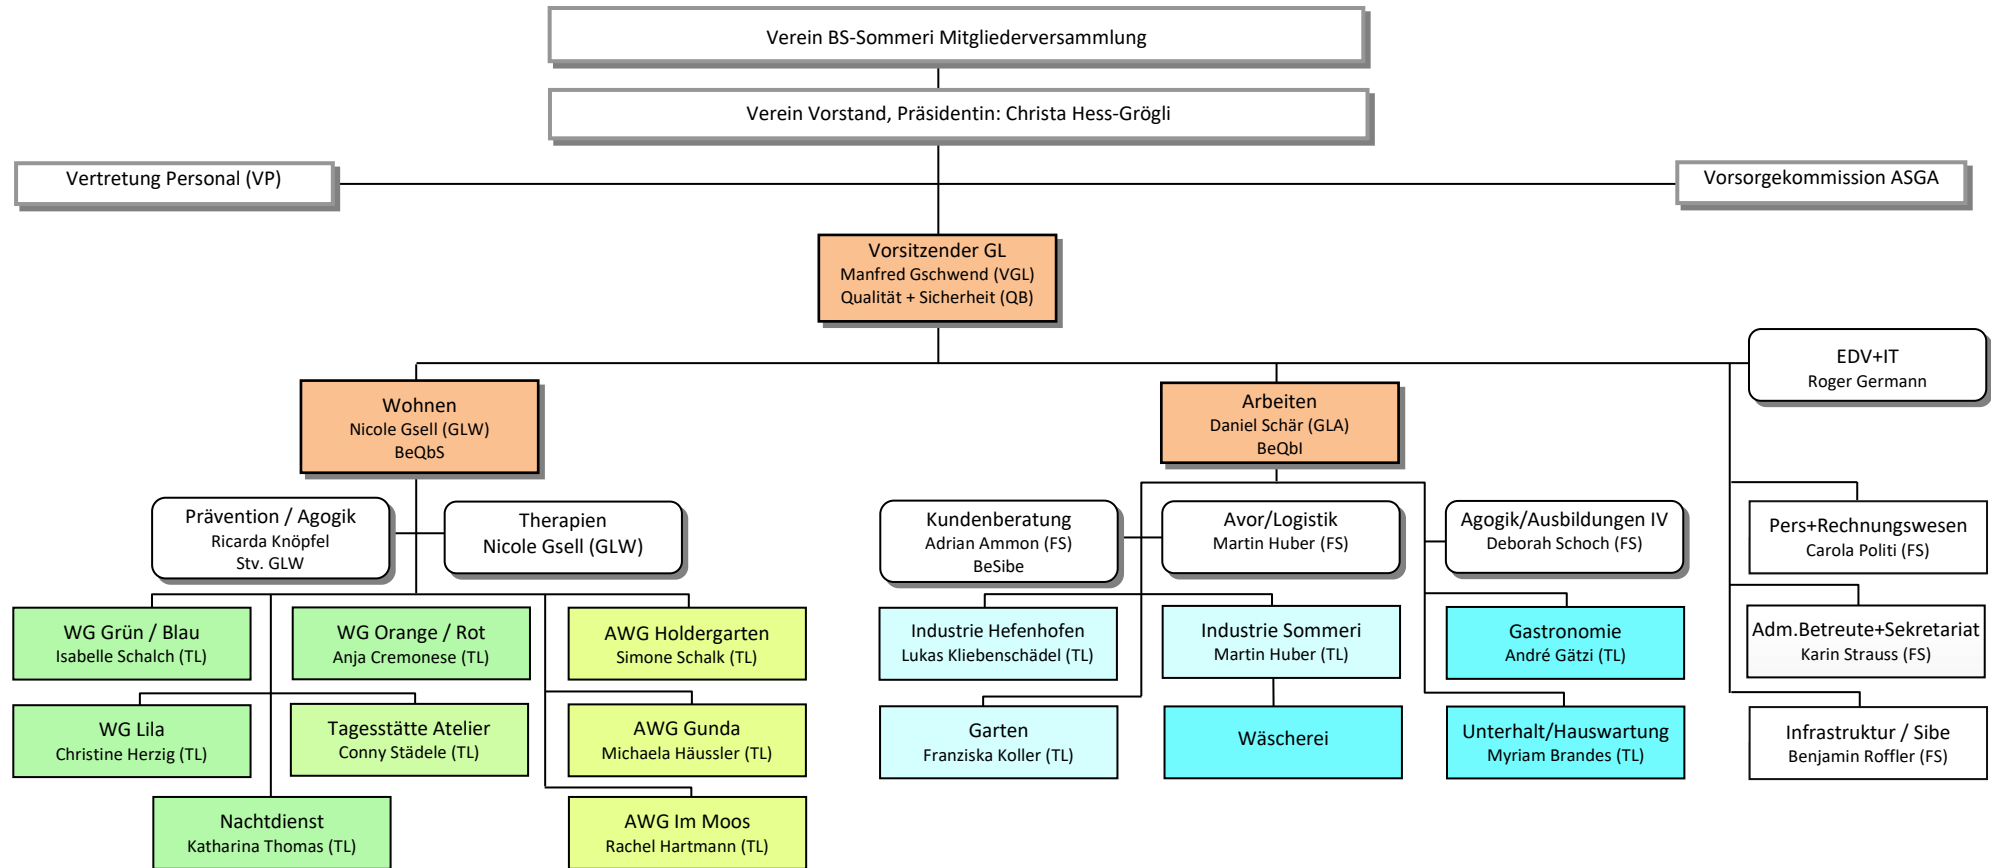 Verein BS-Sommeri Mitgliederversammlung
Verein Vorstand, Präsidentin: Christa Hess-Grögli
Vertretung Personal (VP)
Vorsorgekommission ASGA
Vorsitzender GL
Manfred Gschwend (VGL)
Qualität + Sicherheit (QB)
EDV+IT
Roger Germann
Wohnen
Nicole Gsell (GLW)
BeQbS
Arbeiten
Daniel Schär (GLA)
BeQbI
Prävention / Agogik
Ricarda Knöpfel
Stv. GLW
Therapien
Nicole Gsell (GLW)
Kundenberatung
Adrian Ammon (FS)
BeSibe
Avor/Logistik
Martin Huber (FS)
Agogik/Ausbildungen IV
Deborah Schoch (FS)
Pers+Rechnungswesen
Carola Politi (FS)
WG Grün / Blau
Isabelle Schalch (TL)
WG Orange / Rot
Anja Cremonese (TL)
AWG Holdergarten
Simone Schalk (TL)
Industrie Hefenhofen
Lukas Kliebenschädel (TL)
Industrie Sommeri
Martin Huber (TL)
Gastronomie
André Gätzi (TL)
Adm.Betreute+Sekretariat
Karin Strauss (FS)
WG Lila
Christine Herzig (TL)
Tagesstätte Atelier
Conny Städele (TL)
AWG Gunda
Michaela Häussler (TL)
Garten
Franziska Koller (TL)
Wäscherei
Unterhalt/Hauswartung
Myriam Brandes (TL)
Infrastruktur / Sibe
Benjamin Roffler (FS)
Nachtdienst
Katharina Thomas (TL)
AWG Im Moos
Rachel Hartmann (TL)